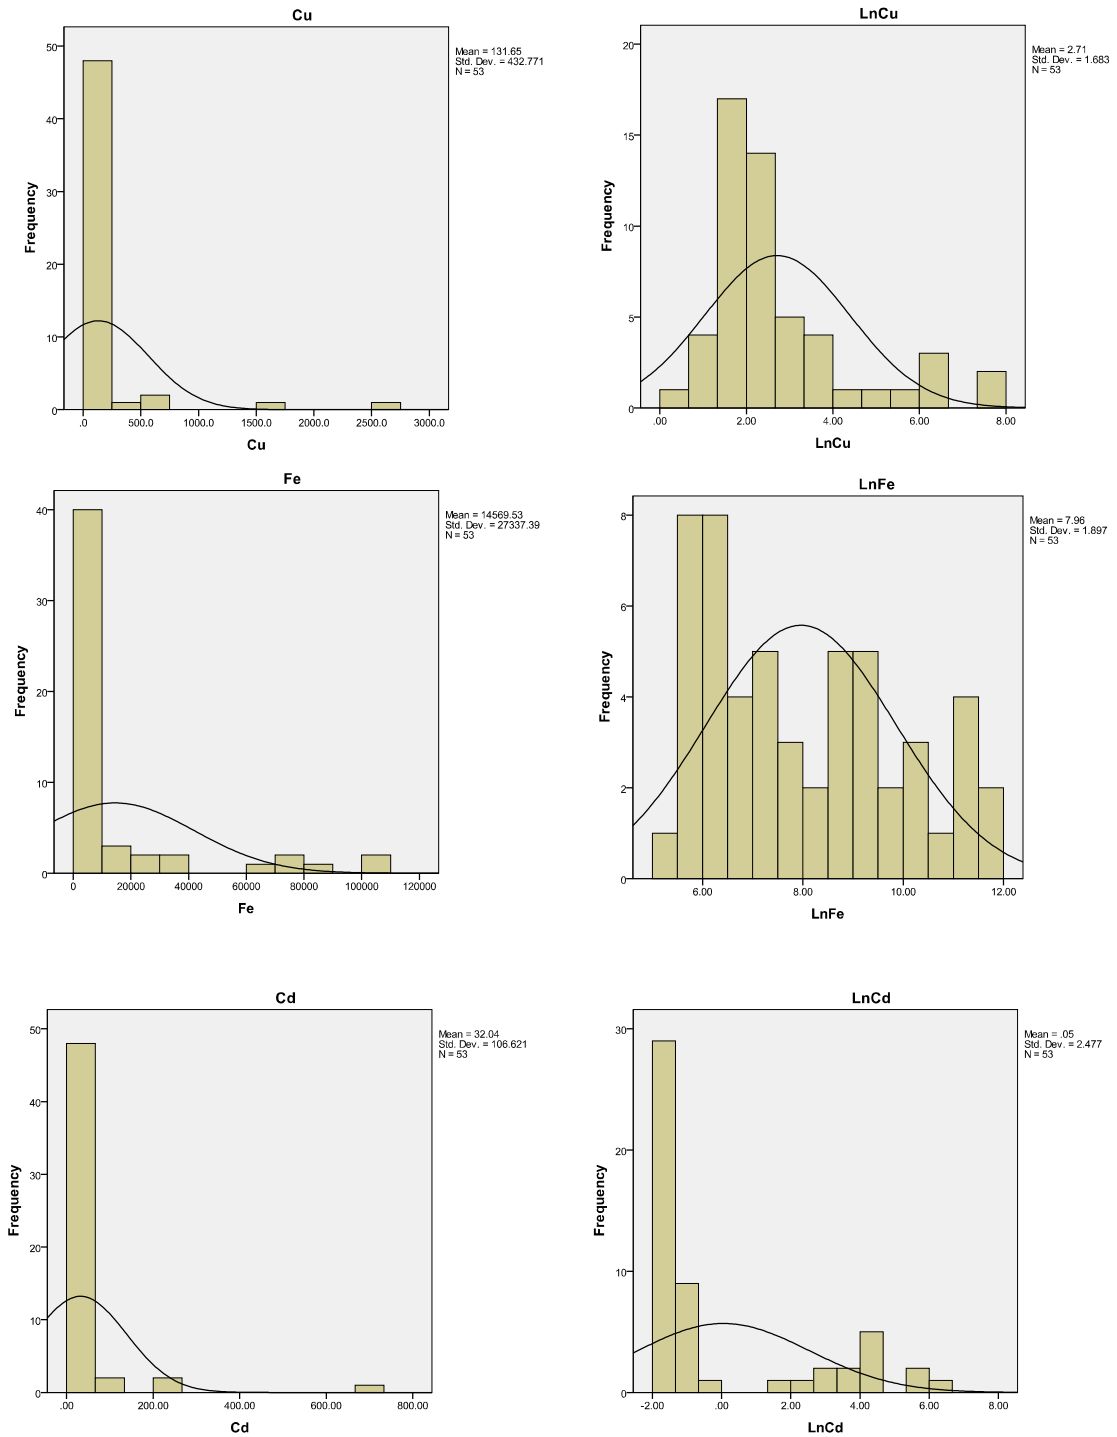 Cu
Mean = 131.65
Std. Dev. = 432.771
N = 53
50
40
30
20
10
0
Frequency
.0 500.0 1000.0 1500.0 2000.0 2500.0 3000.0
Cu
LnCu
Mean = 2.71
Std. Dev. = 1.683
N = 53
20
15
10
5
0
Frequency
.00 2.00 4.00 6.00 8.00
LnCu
Fe
Mean = 14569.53
Std. Dev. = 27337.39
N = 53
40
30
20
10
0
Frequency
0 20000 40000 60000 80000 100000 120000
Fe
LnFe
Mean = 7.96
Std. Dev. = 1.897
N = 53
8
6
4
2
0
Frequency
6.00 8.00 10.00 12.00
LnFe
Cd
Mean = 32.04
Std. Dev. = 106.621
N = 53
50
40
30
20
10
0
Frequency
.00 200.00 400.00 600.00 800.00
Cd
LnCd
Mean = .05
Std. Dev. = 2.477
N = 53
30
20
10
0
Frequency
-2.00 .00 2.00 4.00 6.00 8.00
LnCd